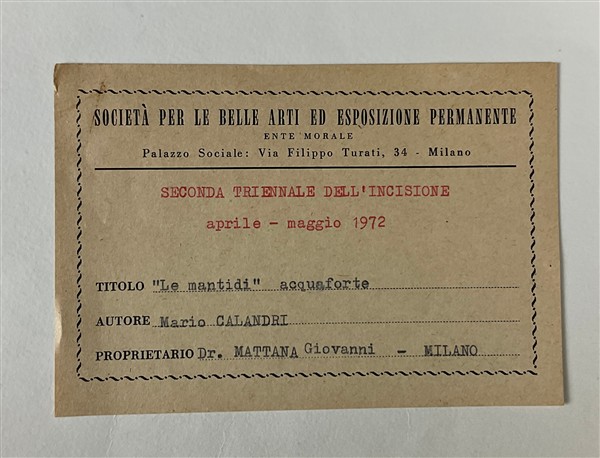 SOCIETÀ PER LE BELLE ARTI ED ESPOSIZIONE PERMANENTE
ENTE MORALE
Palazzo Sociale: Via Filippo Turati, 34 - Milano
SECONDA TRIENNALE DELL'INCISIONE
aprile - maggio 1972
TITOLO "Le mantidi" acquaforte
AUTORE Mario CALANDRI
PROPRIETARIO Dr. MATTANA Giovanni - MILANO